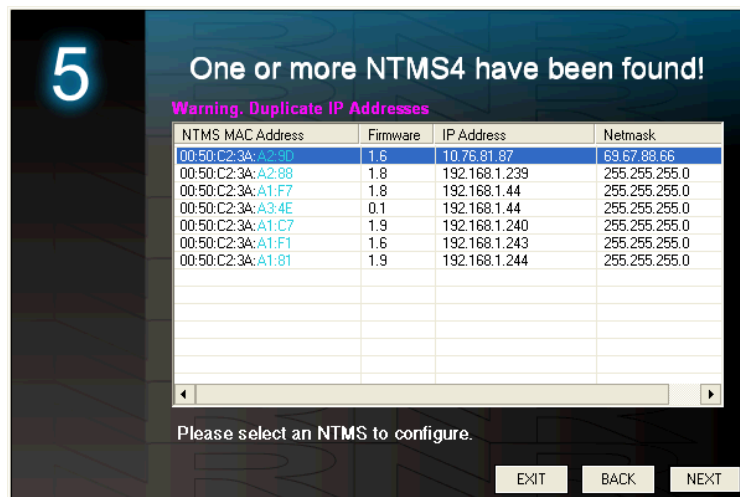 5
One or more NTMS4 have been found!
Warning. Duplicate IP Addresses
NTMS MAC Address Firmware IP Address Netmask
00:50:C2:3A:A2:9D 1.6 10.76.81.87 69.67.88.66
00:50:C2:3A:A2:88 1.8 192.168.1.239 255.255.255.0
00:50:C2:3A:A1:F7 1.8 192.168.1.44 255.255.255.0
00:50:C2:3A:A3:4E 0.1 192.168.1.44 255.255.255.0
00:50:C2:3A:A1:C7 1.9 192.168.1.240 255.255.255.0
00:50:C2:3A:A1:F1 1.6 192.168.1.243 255.255.255.0
00:50:C2:3A:A1:81 1.9 192.168.1.244 255.255.255.0
Please select an NTMS to configure.
EXIT BACK NEXT